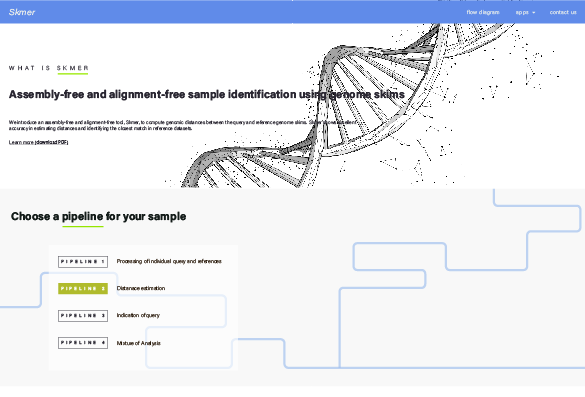 Skmer
flow diagram apps contact us
WHAT IS SKMER
Assembly-free and alignment-free sample identification using genome skims
We introduce an assembly-free and alignment-free tool, Skmer, to compute genomic distances between the query and reference genome skims. Skmer shows excellent
accuracy in estimating distances and identifying the closest match in reference datasets.
Learn more (download PDF)
Choose a pipeline for your sample
PIPELINE 1 Processing of individual query and references
PIPELINE 2 Distanace estimation
PIPELINE 3 Indication of query
PIPELINE 4 Mixtue of Analysis